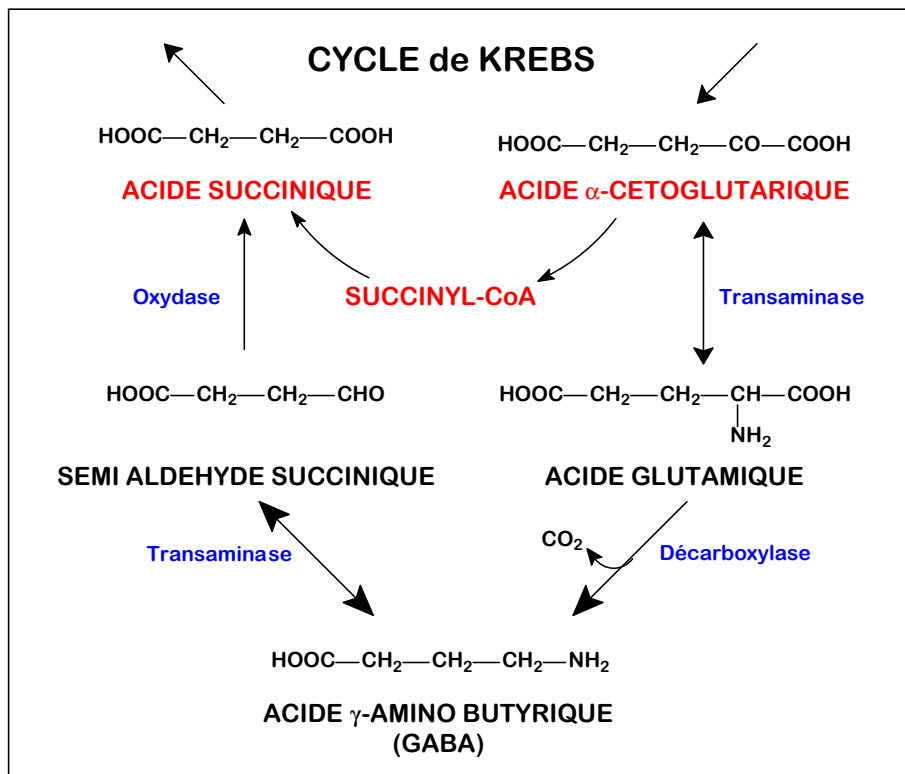 CYCLE de KREBS
HOOC—CH₂—CH₂—COOH
HOOC—CH₂—CH₂—CO—COOH
ACIDE SUCCINIQUE
ACIDE α-CETOGLUTARIQUE
Oxydase
SUCCINYL-CoA
Transaminase
HOOC—CH₂—CH₂—CHO
HOOC—CH₂—CH₂—CH—COOH
NH₂
SEMI ALDEHYDE SUCCINIQUE
ACIDE GLUTAMIQUE
Transaminase
CO₂
Décarboxylase
HOOC—CH₂—CH₂—CH₂—NH₂
ACIDE γ-AMINO BUTYRIQUE
(GABA)